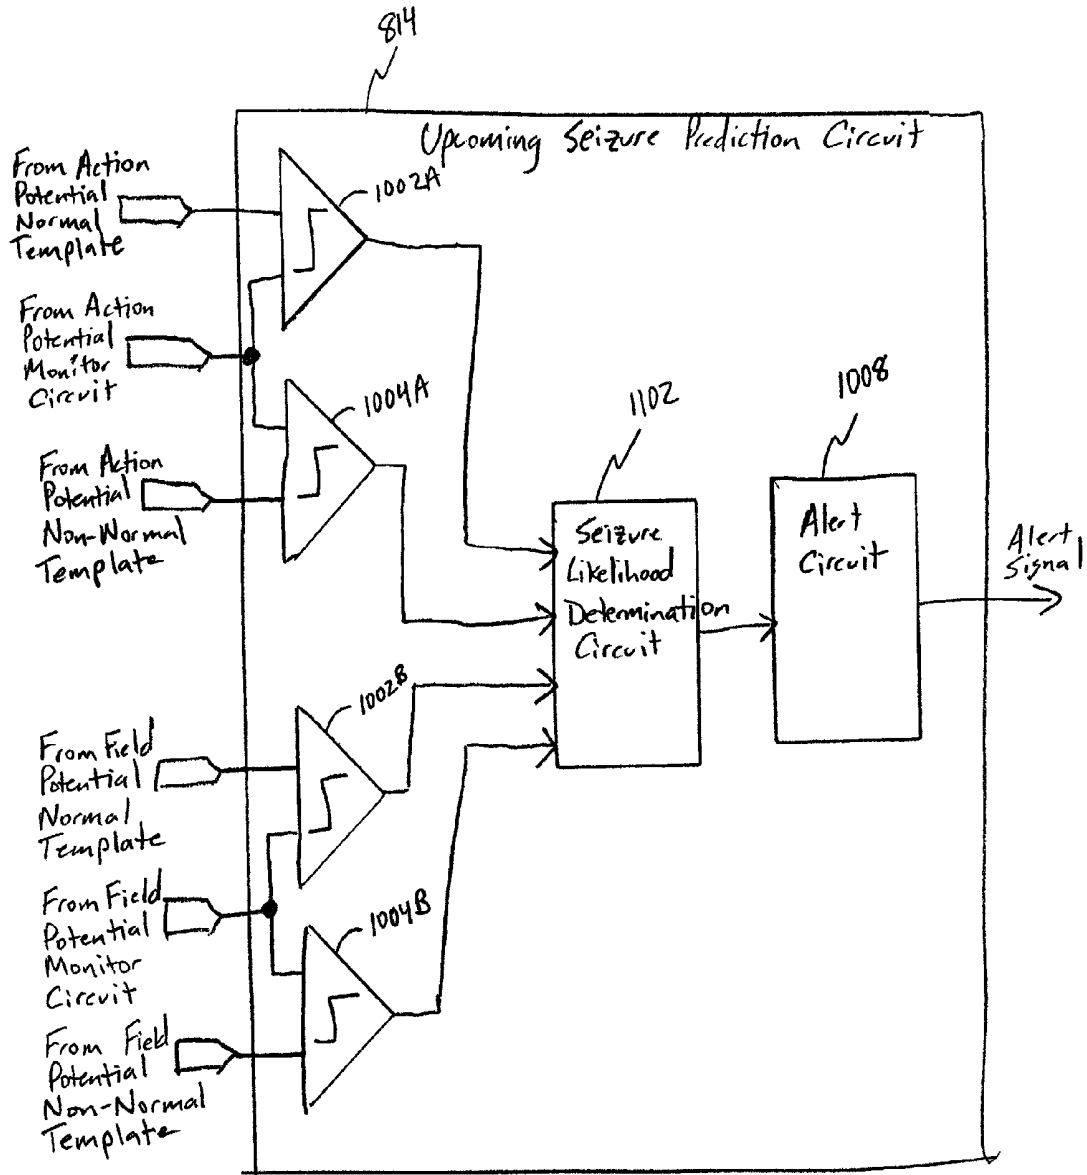 814
Upcoming Seizure Prediction Circuit
From Action
Potential
Normal
Template
1002A
From Action
Potential
Monitor
Circuit
1004A
From Action
Potential
Non-Normal
Template
1102
1008
Seizure
Likelihood
Determination
Circuit
Alert
Circuit
Alert
Signal
1002B
From Field
Potential
Normal
Template
1004B
From Field
Potential
Monitor
Circuit
From Field
Potential
Non-Normal
Template